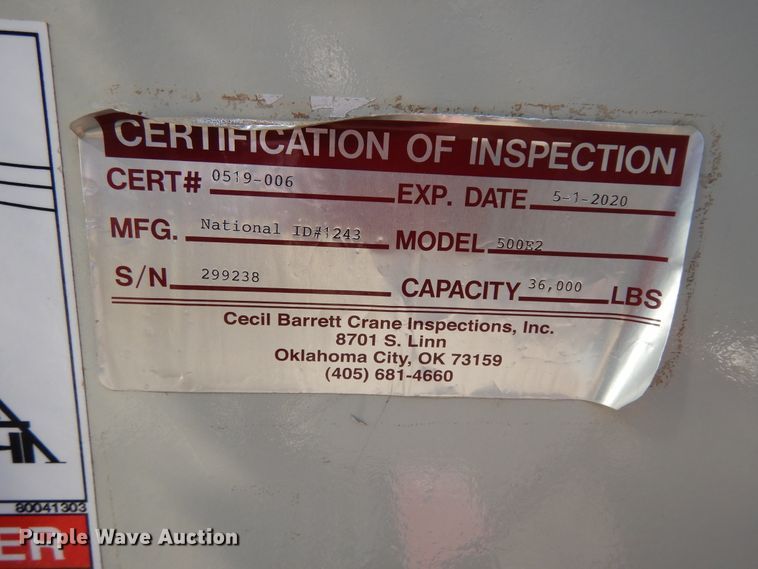 CERTIFICATION OF INSPECTION
CERT# 0519-006 EXP. DATE 5-1-2020
MFG. National ID#1243 MODEL 500E2
S/N 299238 CAPACITY 36,000 LBS
Cecil Barrett Crane Inspections, Inc.
8701 S. Linn
Oklahoma City, OK 73159
(405) 681-4660
80041303
ER
Purple Wave Auction